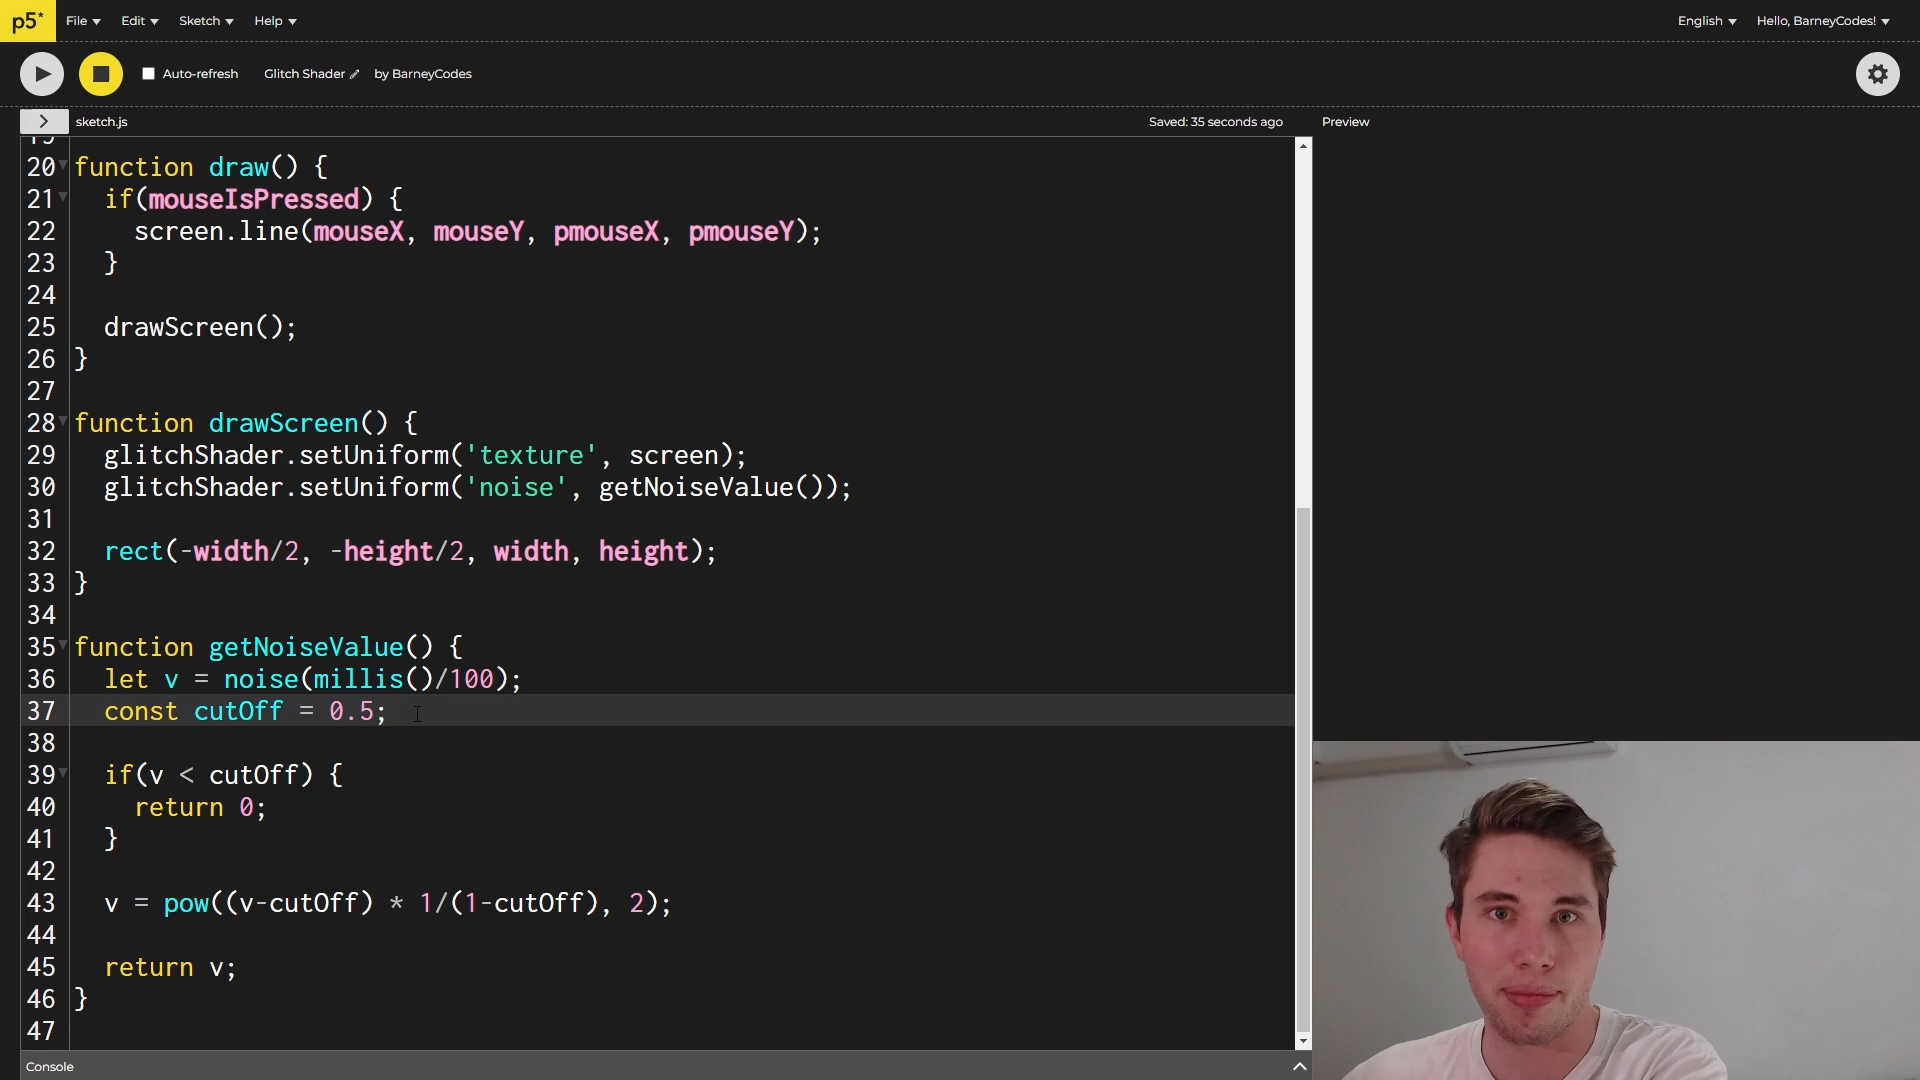 p5* File Edit Sketch Help English Hello, BarneyCodes!
Auto-refresh Glitch Shader by BarneyCodes
sketch.js Saved: 35 seconds ago Preview
19
20 function draw() {
21 if(mouseIsPressed) {
22 screen.line(mouseX, mouseY, pmouseX, pmouseY);
23 }
24
25 drawScreen();
26 }
27
28 function drawScreen() {
29 glitchShader.setUniform('texture', screen);
30 glitchShader.setUniform('noise', getNoiseValue());
31
32 rect(-width/2, -height/2, width, height);
33 }
34
35 function getNoiseValue() {
36 let v = noise(millis()/100);
37 const cutOff = 0.5;
38
39 if(v < cutOff) {
40 return 0;
41 }
42
43 v = pow((v-cutOff) * 1/(1-cutOff), 2);
44
45 return v;
46 }
47
Console